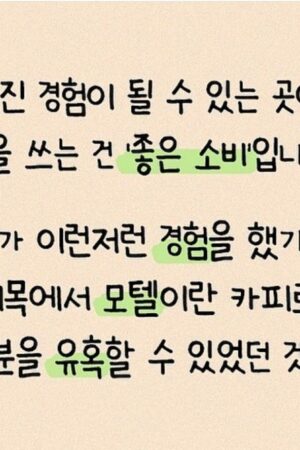 진 경험이 될 수 있는 곳에
을 쓰는 건 '좋은 소비'입니
가 이런저런 경험을 했기
목에서 모텔이란 카피로
분을 유혹할 수 있었던 것